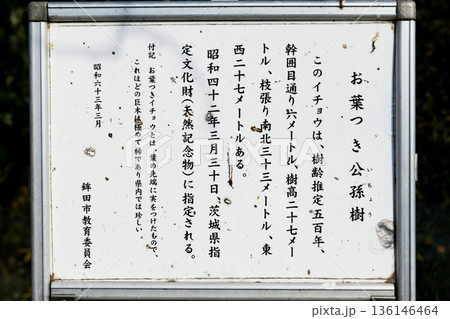 お葉つき公孫樹
いちょう
このイチョウは、樹齢推定五百年、
幹囲目通り六メートル、樹高二十七メー
トル、枝張り南北三十三メートル、東
西二十七メートルある。
昭和四十二年三月三十日、茨城県指
定文化財(天然記念物)に指定される。
付記 お葉つきイチョウとは、葉の先端に実をつけたもので、
これほどの巨木は極めて稀であり県内では珍しい。
昭和六十三年三月
鉾田市教育委員会
136146464